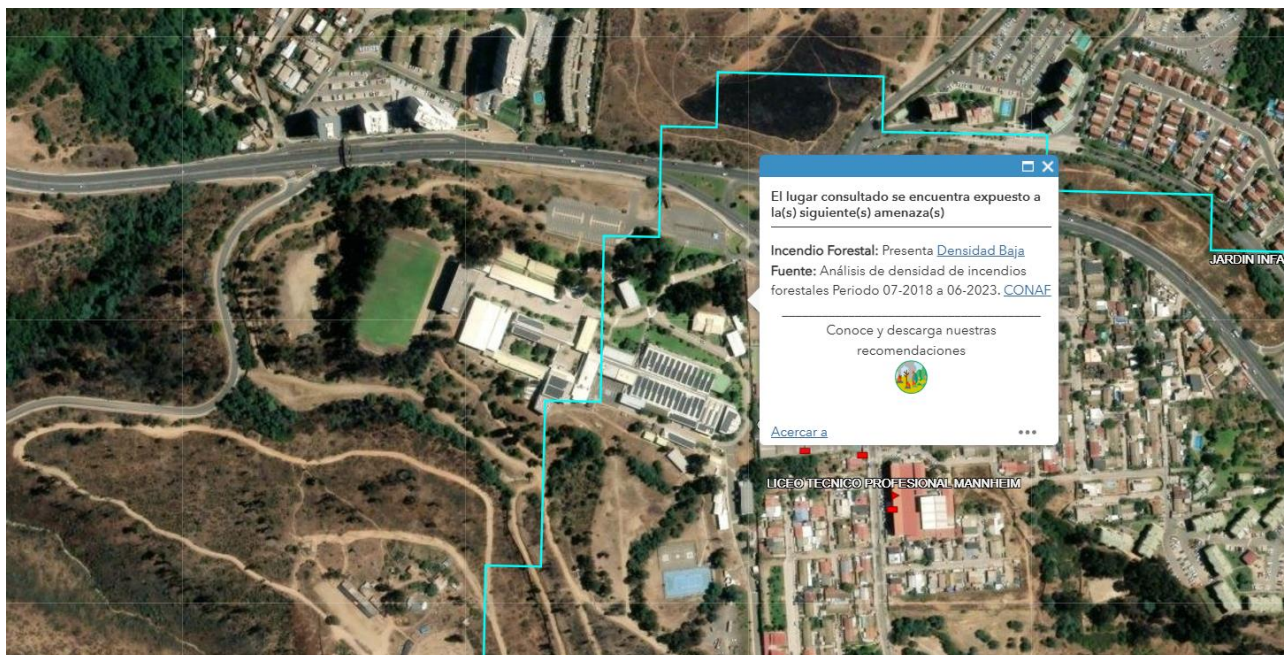 El lugar consultado se encuentra expuesto a
la(s) siguiente(s) amenaza(s)
Incendio Forestal: Presenta Densidad Baja
Fuente: Análisis de densidad de incendios
forestales Periodo 07-2018 a 06-2023. CONAF
Conoce y descarga nuestras
recomendaciones
Acercar a
JARDIN INFA
LICEO TECNICO PROFESIONAL MANNHEIM